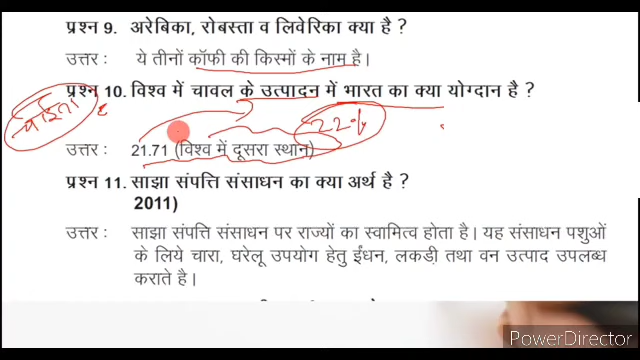 प्रश्न 9. अरेबिका, रोबस्ता व लिवेरिका क्या है ?
उत्तर : ये तीनों कॉफी की किस्मों के नाम है।
प्रश्न 10. विश्व में चावल के उत्पादन में भारत का क्या योग्दान है ?
22%
उत्तर : 21.71 (विश्व में दूसरा स्थान)
प्रश्न 11. साझा संपत्ति संसाधन का क्या अर्थ है ?
2011)
उत्तर : साझा संपत्ति संसाधन पर राज्यों का स्वामित्व होता है। यह संसाधन पशुओं
के लिये चारा, घरेलू उपयोग हेतु ईंधन, लकड़ी तथा वन उत्पाद उपलब्ध
कराते है।
PowerDirector